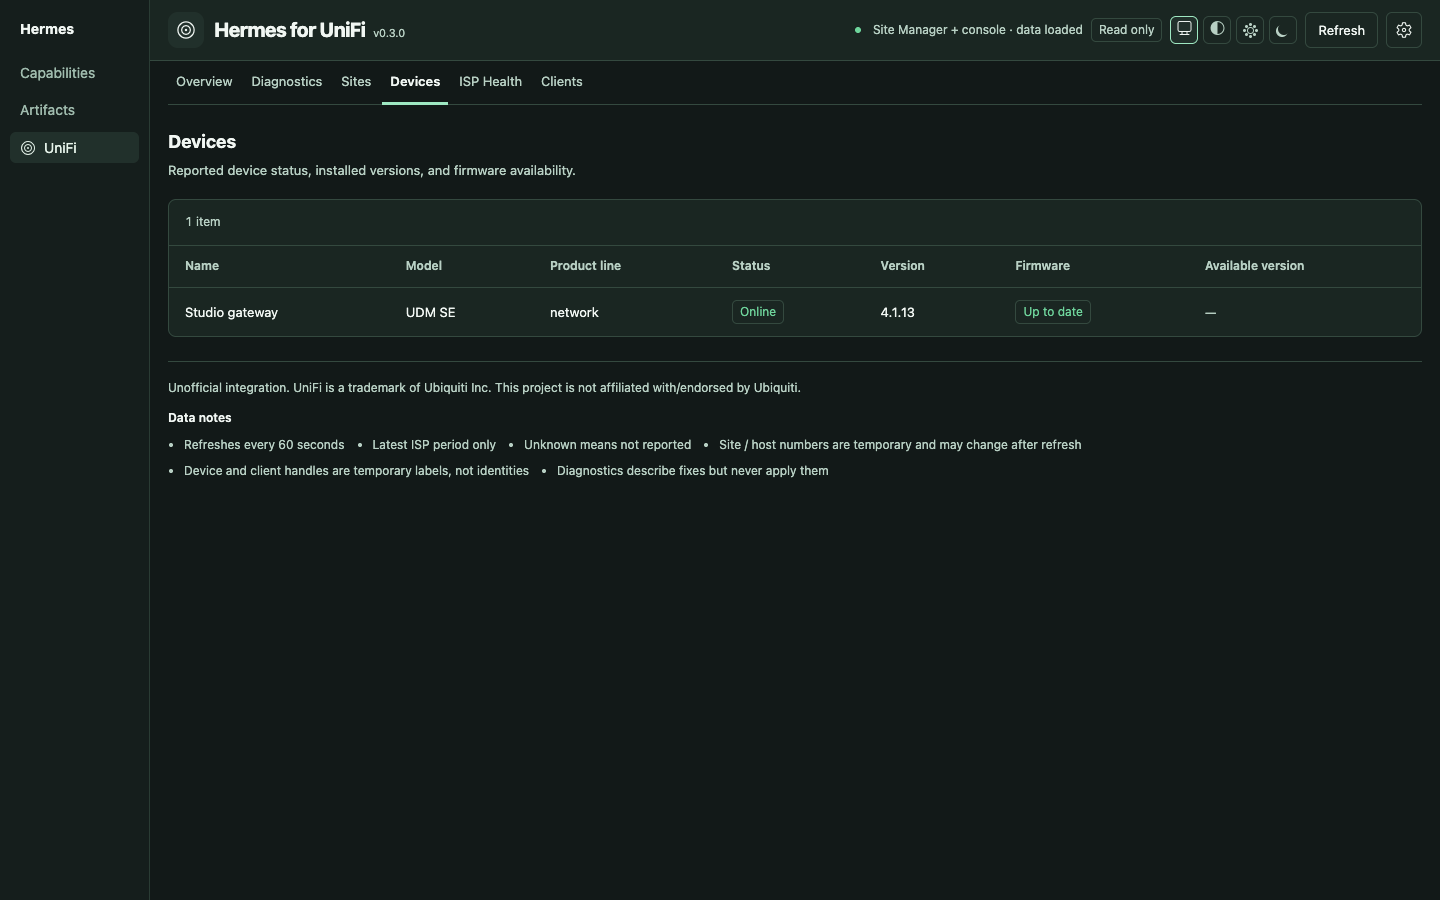 Hermes
Capabilities
Artifacts
UniFi
Hermes for UniFi v0.3.0
Site Manager + console · data loaded
Read only
Refresh
Overview Diagnostics Sites Devices ISP Health Clients
Devices
Reported device status, installed versions, and firmware availability.
1 item
Name Model Product line Status Version Firmware Available version
Studio gateway UDM SE network Online 4.1.13 Up to date —
Unofficial integration. UniFi is a trademark of Ubiquiti Inc. This project is not affiliated with/endorsed by Ubiquiti.
Data notes
• Refreshes every 60 seconds • Latest ISP period only • Unknown means not reported • Site / host numbers are temporary and may change after refresh
• Device and client handles are temporary labels, not identities • Diagnostics describe fixes but never apply them